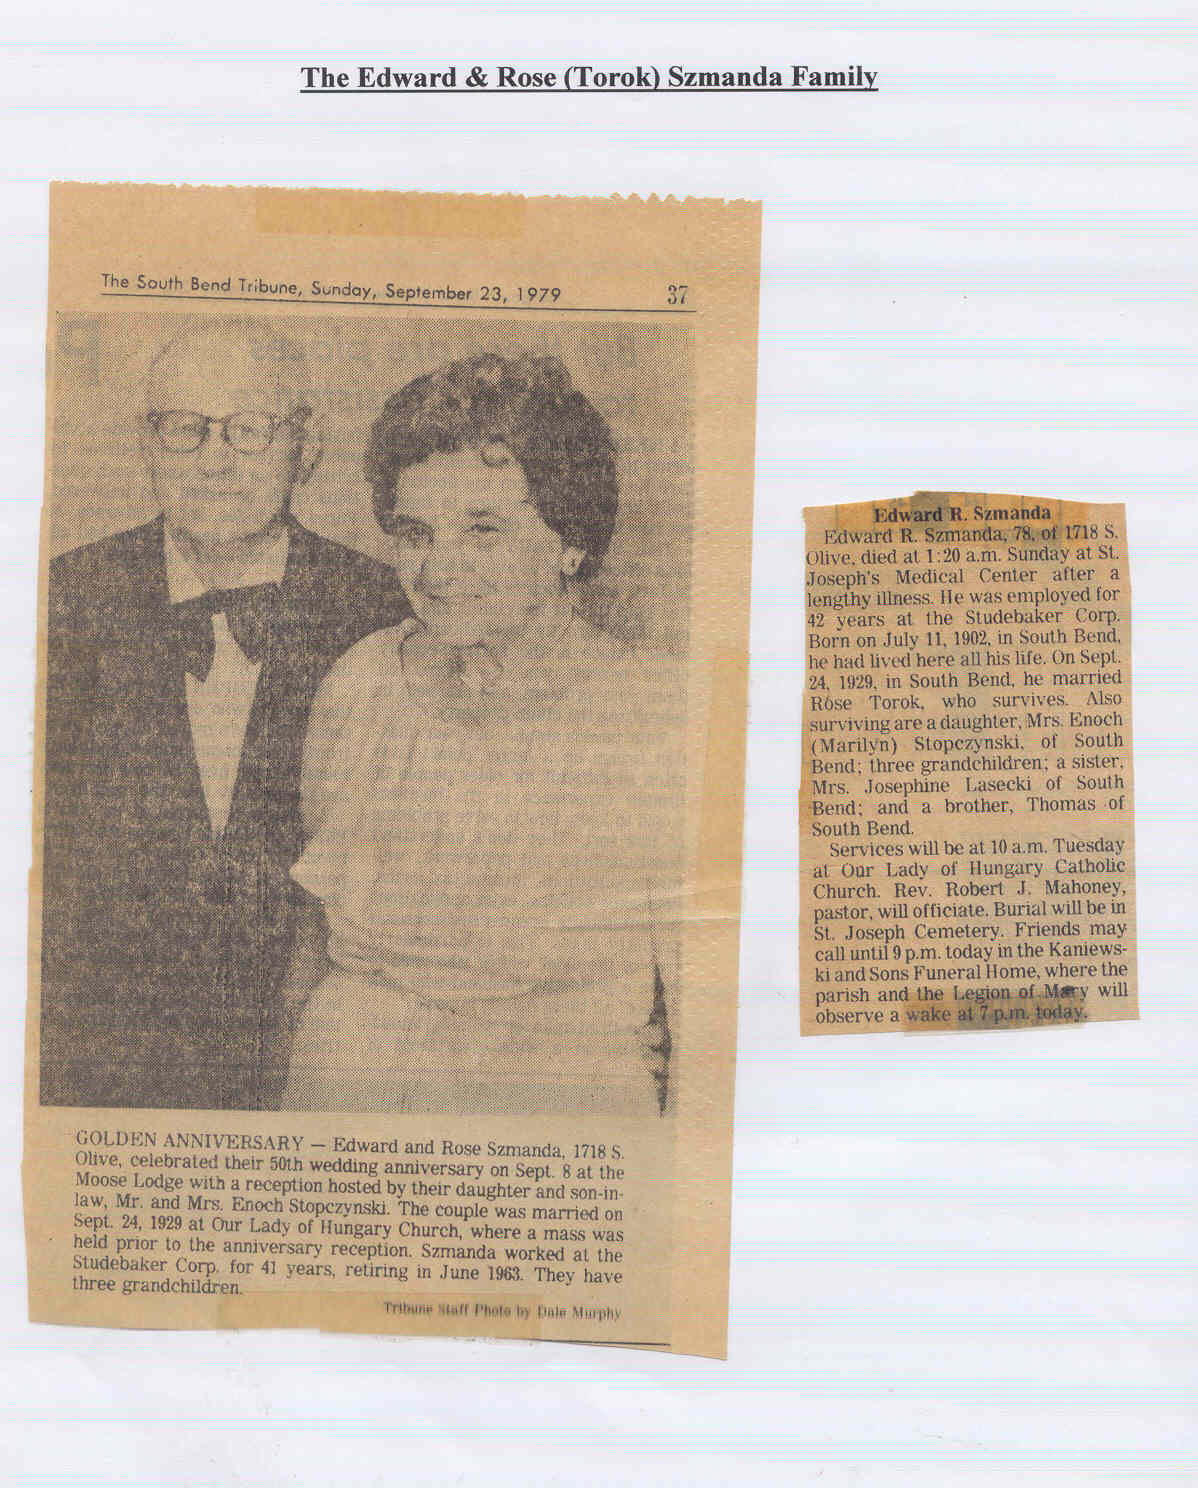 The Edward & Rose (Torok) Szmanda Family
The South Bend Tribune, Sunday, September 23, 1979 37
GOLDEN ANNIVERSARY — Edward and Rose Szmanda, 1718 S.
Olive, celebrated their 50th wedding anniversary on Sept. 8 at the
Moose Lodge with a reception hosted by their daughter and son-in-
law, Mr. and Mrs. Enoch Stopczynski. The couple was married on
Sept. 24, 1929 at Our Lady of Hungary Church, where a mass was
held prior to the anniversary reception. Szmanda worked at the
Studebaker Corp. for 41 years, retiring in June 1963. They have
three grandchildren.
Tribune Staff Photo by Dale Murphy
Edward R. Szmanda
Edward R. Szmanda, 78, of 1718 S.
Olive, died at 1:20 a.m. Sunday at St.
Joseph's Medical Center after a
lengthy illness. He was employed for
42 years at the Studebaker Corp.
Born on July 11, 1902, in South Bend,
he had lived here all his life. On Sept.
24, 1929, in South Bend, he married
Rose Torok, who survives. Also
surviving are a daughter, Mrs. Enoch
(Marilyn) Stopczynski, of South
Bend; three grandchildren; a sister,
Mrs. Josephine Lasecki of South
Bend; and a brother, Thomas of
South Bend.
Services will be at 10 a.m. Tuesday
at Our Lady of Hungary Catholic
Church. Rev. Robert J. Mahoney,
pastor, will officiate. Burial will be in
St. Joseph Cemetery. Friends may
call until 9 p.m. today in the Kaniews-
ki and Sons Funeral Home, where the
parish and the Legion of Mary will
observe a wake at 7 p.m. today.